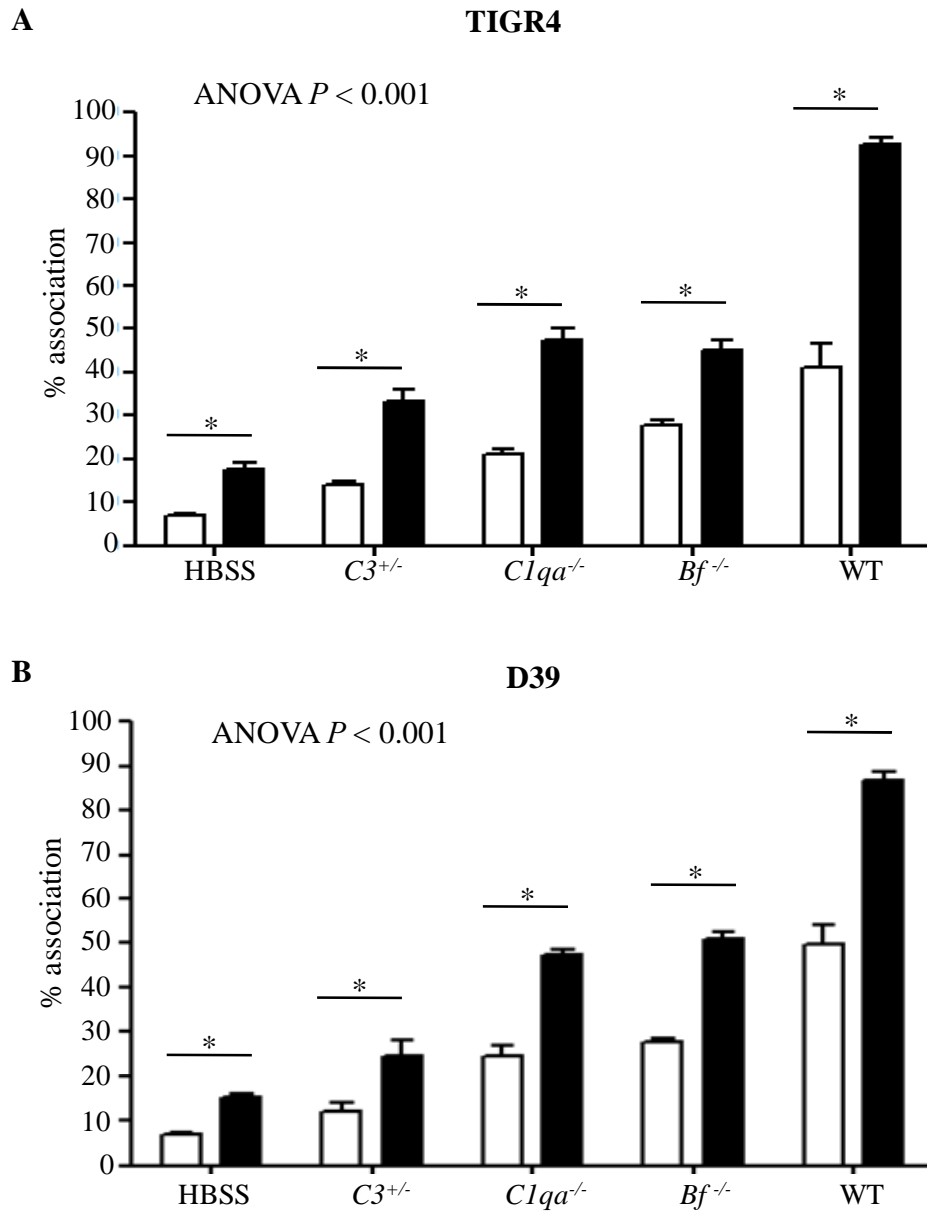 A
TIGR4
ANOVA P < 0.001
% association
100
90
80
70
60
50
40
30
20
10
0
*
*
*
*
*
HBSS
C3+/-
C1qa-/-
Bf -/-
WT
B
D39
ANOVA P < 0.001
% association
100
90
80
70
60
50
40
30
20
10
0
*
*
*
*
*
HBSS
C3+/-
C1qa-/-
Bf -/-
WT